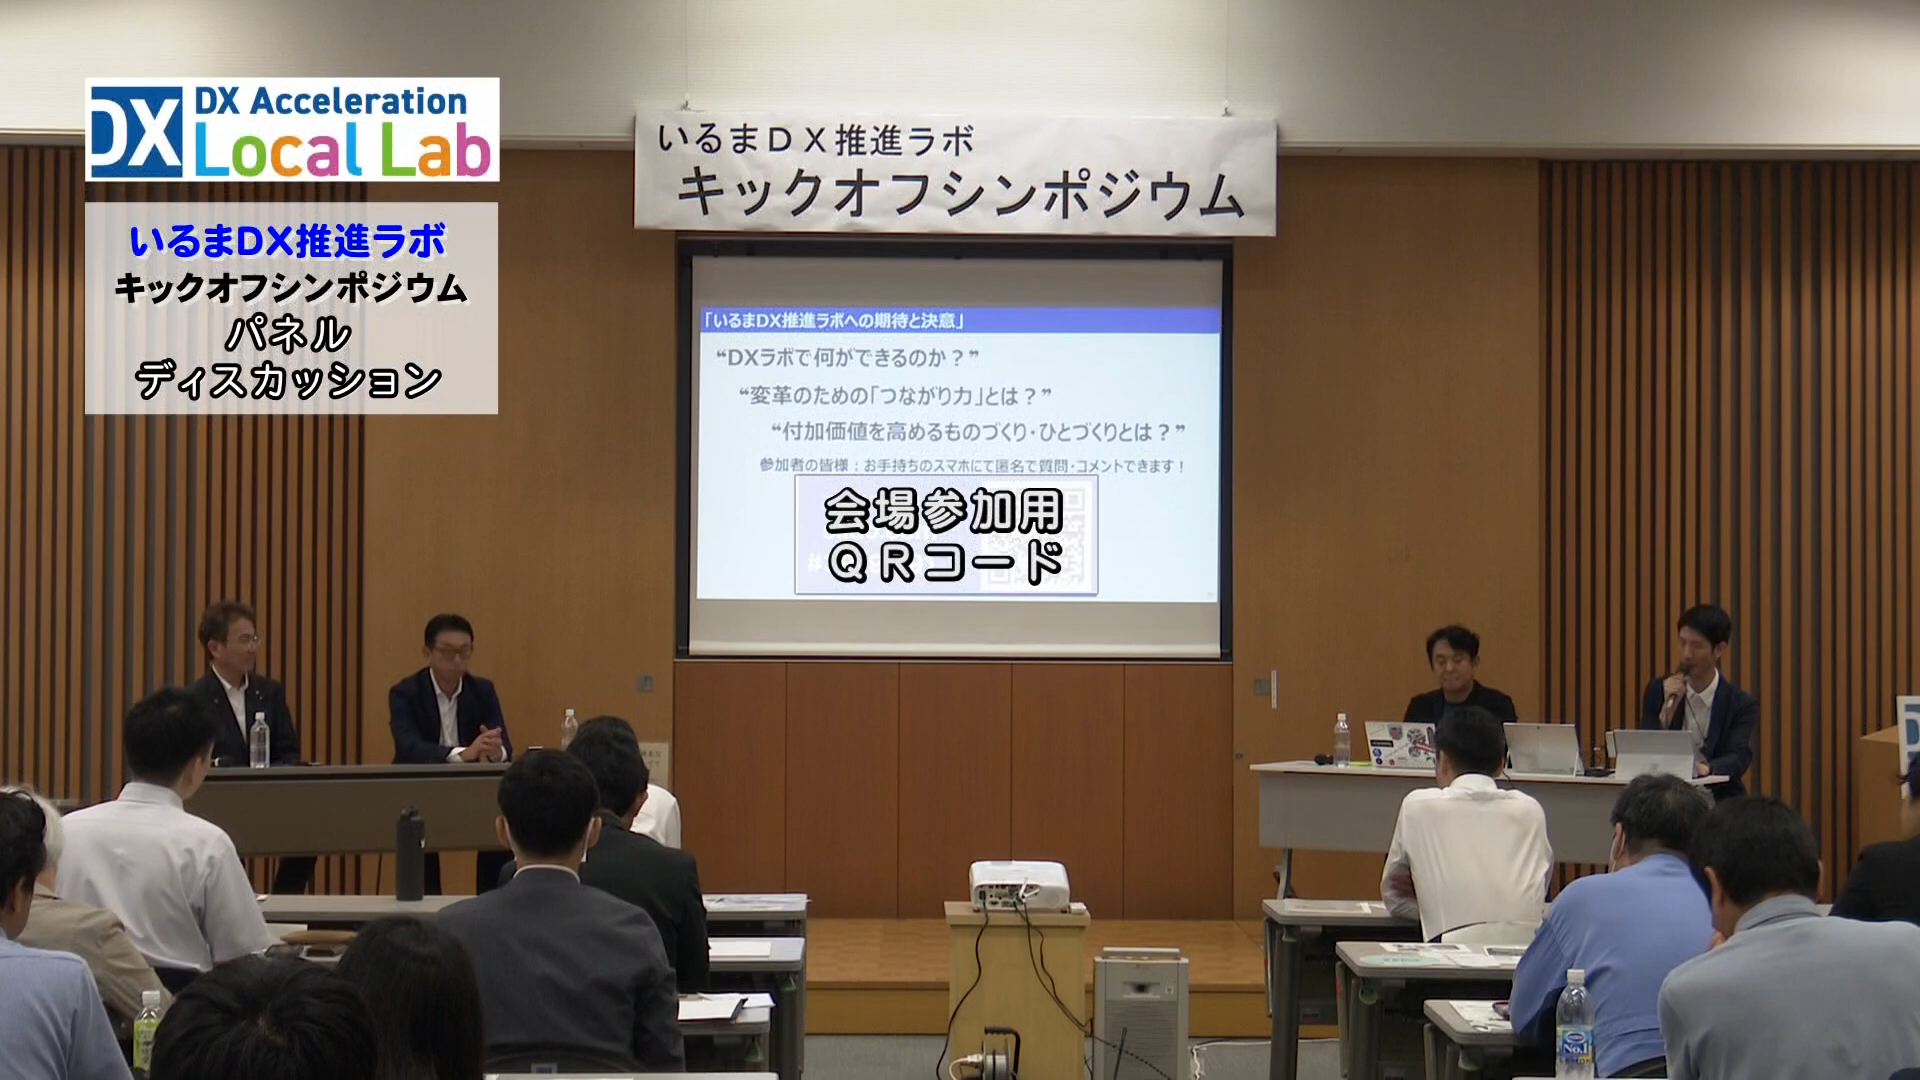 DX
DX Acceleration
Local Lab
いるまDX推進ラボ
キックオフシンポジウム
パネル
ディスカッション
いるまＤＸ推進ラボ
キックオフシンポジウム
「いるまDX推進ラボへの期待と決意」
“DXラボで何ができるのか？”
“変革のための「つながり力」とは？”
“付加価値を高めるものづくり・ひとづくりとは？”
参加者の皆様：お手持ちのスマホにて匿名で質問・コメントできます！
会場参加用
ＱＲコード
No.1